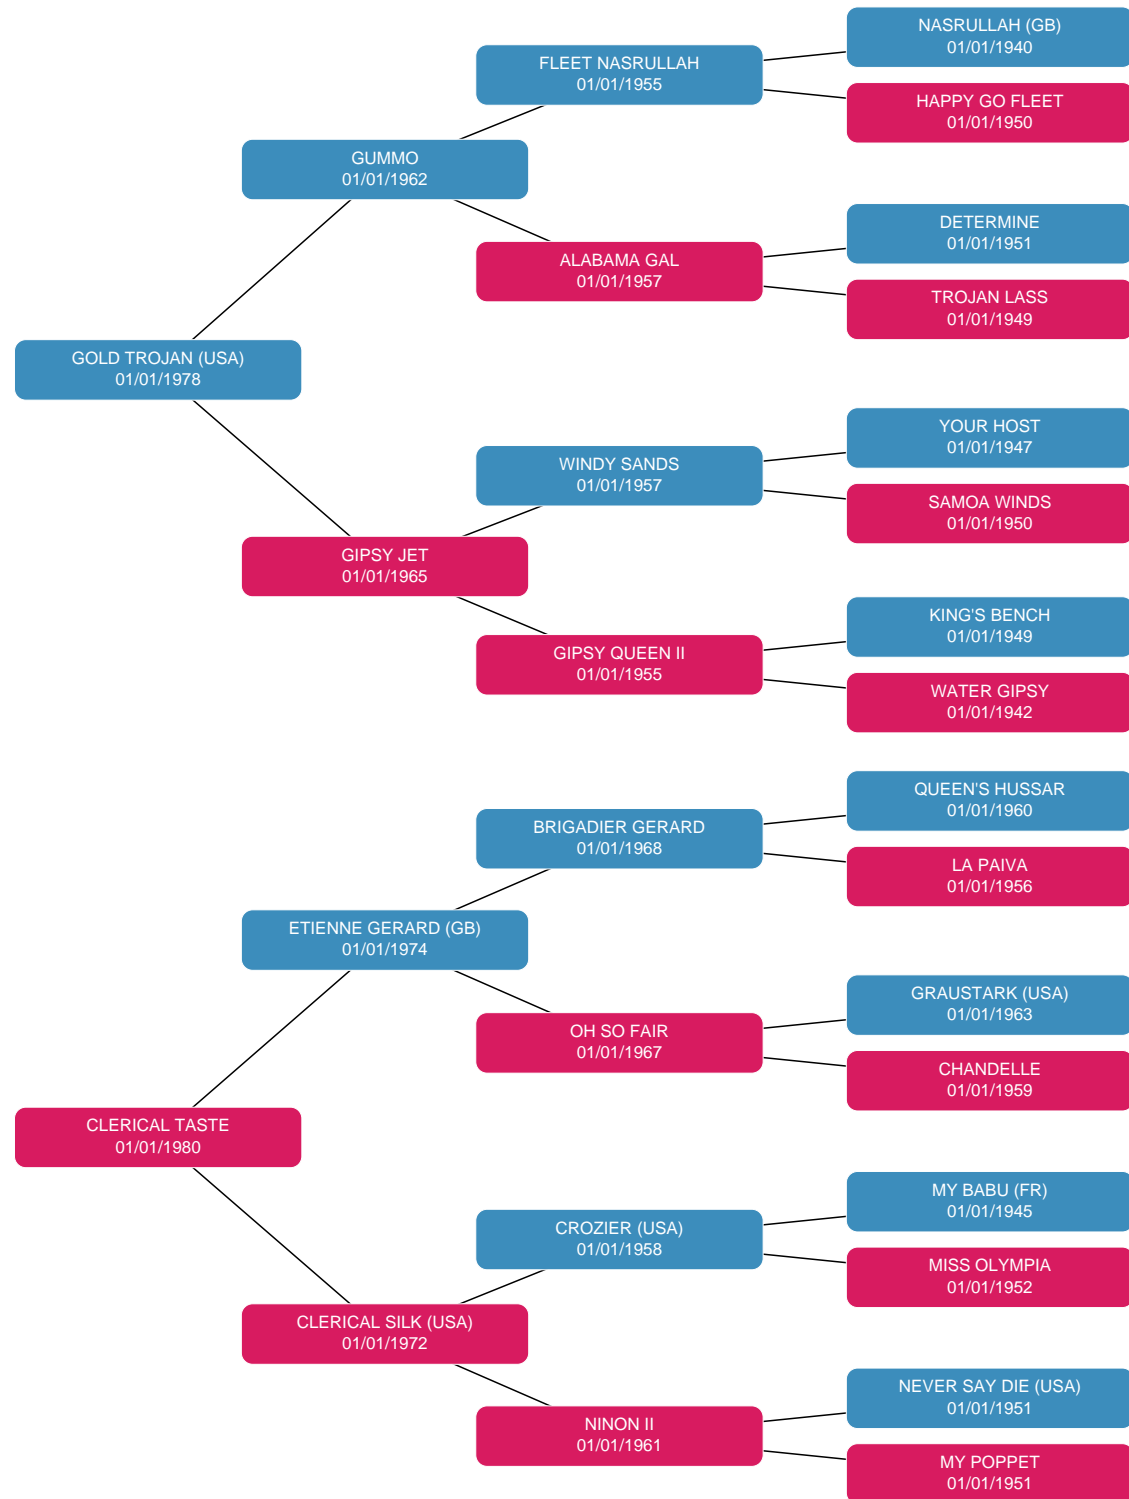 NASRULLAH (GB)
01/01/1940
FLEET NASRULLAH
01/01/1955
HAPPY GO FLEET
01/01/1950
GUMMO
01/01/1962
DETERMINE
01/01/1951
ALABAMA GAL
01/01/1957
TROJAN LASS
01/01/1949
GOLD TROJAN (USA)
01/01/1978
YOUR HOST
01/01/1947
WINDY SANDS
01/01/1957
SAMOA WINDS
01/01/1950
GIPSY JET
01/01/1965
KING'S BENCH
01/01/1949
GIPSY QUEEN II
01/01/1955
WATER GIPSY
01/01/1942
QUEEN'S HUSSAR
01/01/1960
BRIGADIER GERARD
01/01/1968
LA PAIVA
01/01/1956
ETIENNE GERARD (GB)
01/01/1974
GRAUSTARK (USA)
01/01/1963
OH SO FAIR
01/01/1967
CHANDELLE
01/01/1959
CLERICAL TASTE
01/01/1980
MY BABU (FR)
01/01/1945
CROZIER (USA)
01/01/1958
MISS OLYMPIA
01/01/1952
CLERICAL SILK (USA)
01/01/1972
NEVER SAY DIE (USA)
01/01/1951
NINON II
01/01/1961
MY POPPET
01/01/1951